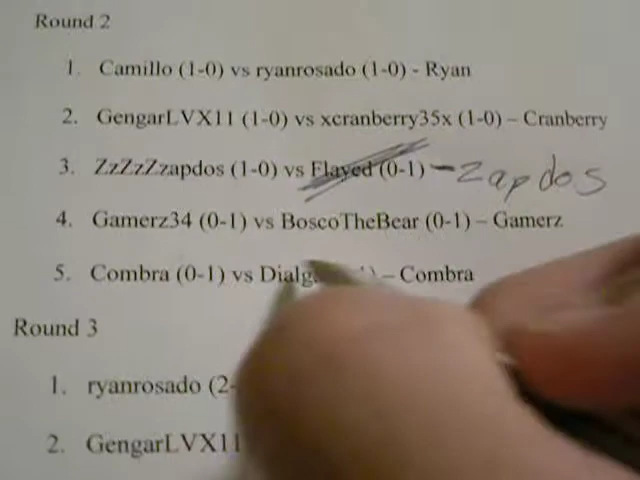 Round 2
1. Camillo (1-0) vs ryanrosado (1-0) - Ryan
2. GengarLVX11 (1-0) vs xcranberry35x (1-0) – Cranberry
3. ZzZzZzapdos (1-0) vs Flayed (0-1) – Zapdos
4. Gamerz34 (0-1) vs BoscoTheBear (0-1) – Gamerz
5. Combra (0-1) vs – Combra
Round 3
1. ryanrosado (2-
2. GengarLVX11